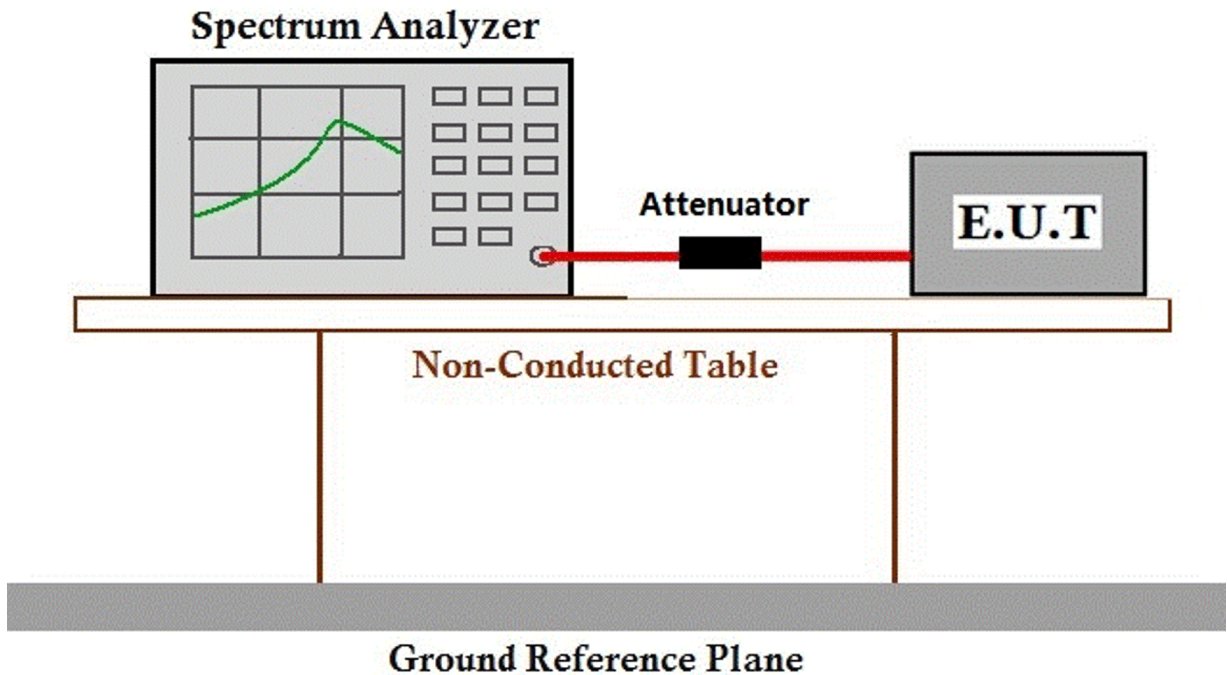 Spectrum Analyzer
Attenuator
E.U.T
Non-Conducted Table
Ground Reference Plane